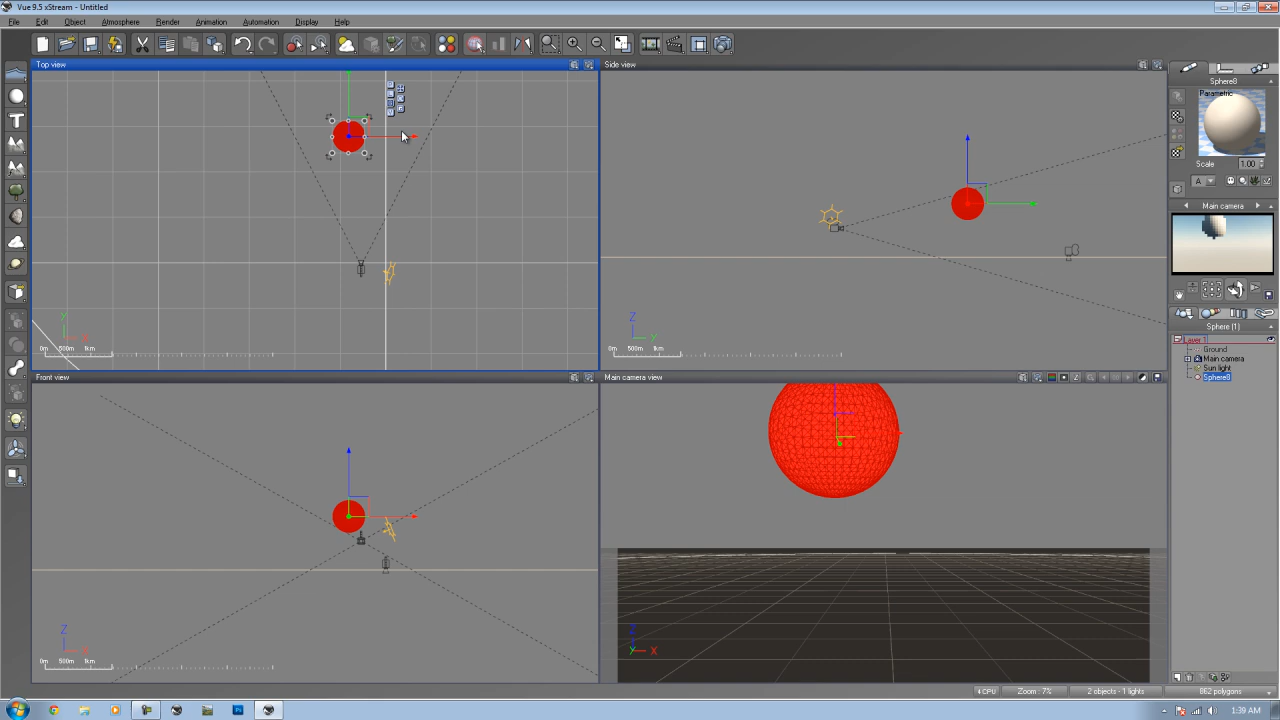 Vue 9.5 xStream - Untitled
File Edit Object Atmosphere Render Animation Automation Display Help
Top view
Side view
Sphere8
Parametric
Scale 1.00
A
Main camera
Y
X
0m 500m 1km
Z
Y
0m 500m 1km
Sphere (1)
Layer 1
Ground
Main camera
Sun light
Sphere8
Front view
Main camera view
Z
X
0m 500m 1km
Z
Y X
CPU
Zoom : 7%
2 objects - 1 lights
862 polygons
1:39 AM